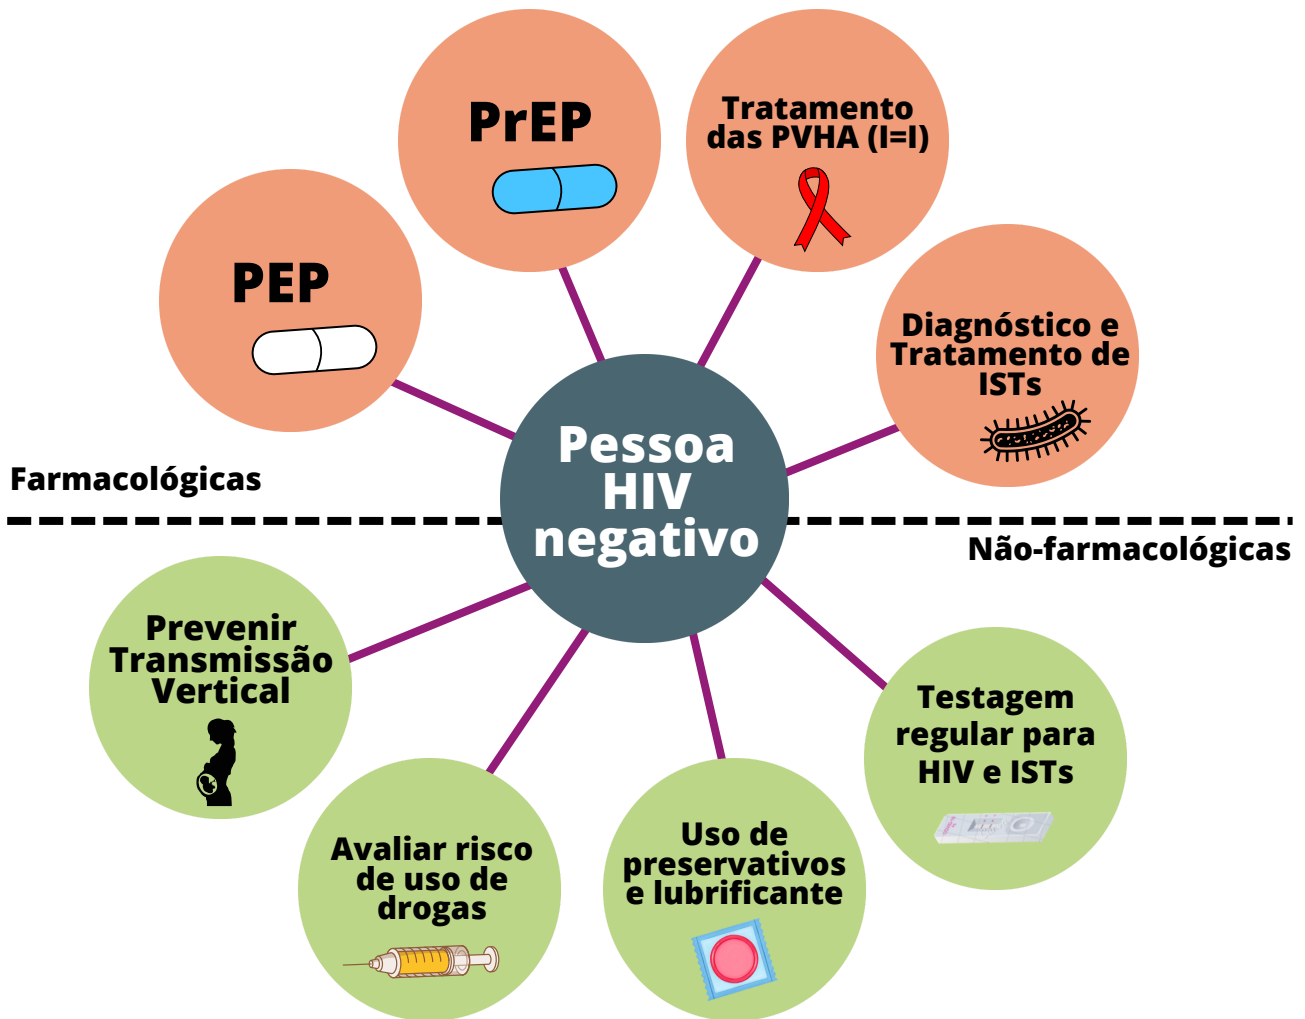 PrEP
Tratamento
das PVHA (I=I)
PEP
Diagnóstico e
Tratamento de
ISTs
Pessoa
HIV
negativo
Farmacológicas
Não-farmacológicas
Prevenir
Transmissão
Vertical
Testagem
regular para
HIV e ISTs
Avaliar risco
de uso de
drogas
Uso de
preservativos
e lubrificante